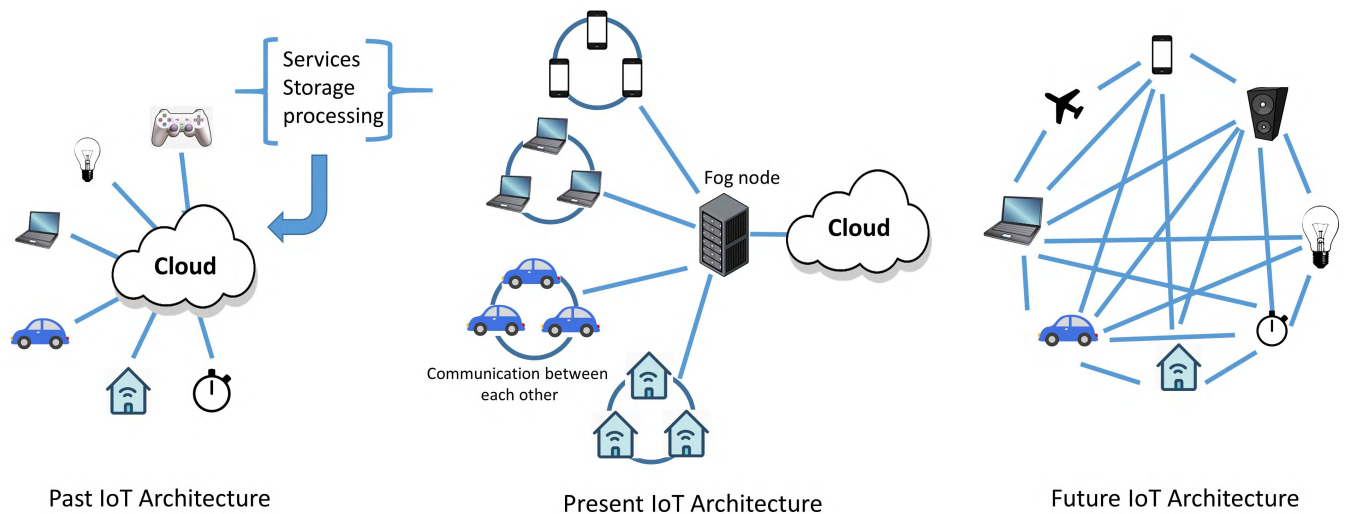 Services
Storage
processing
Cloud
Past IoT Architecture
Fog node
Cloud
Communication between
each other
Present IoT Architecture
Future IoT Architecture